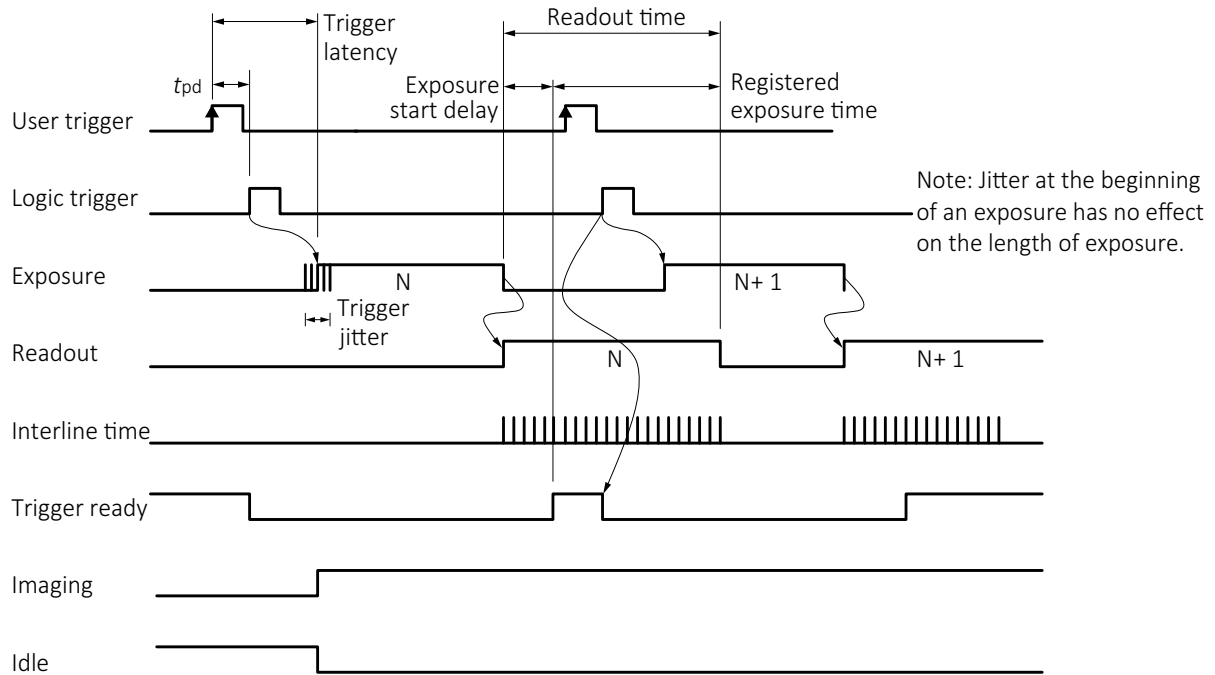 Trigger
latency
Readout time
tpd
Exposure
start delay
Registered
exposure time
User trigger
Logic trigger
Note: Jitter at the beginning
of an exposure has no effect
on the length of exposure.
Exposure
N
N+ 1
Trigger
jitter
Readout
N
N+ 1
Interline time
Trigger ready
Imaging
Idle